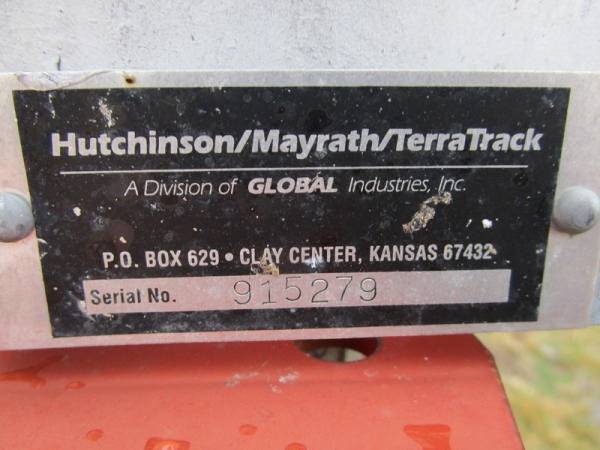 Hutchinson/Mayrath/TerraTrack
A Division of GLOBAL Industries, Inc.
P.O. BOX 629 • CLAY CENTER, KANSAS 67432
Serial No. 915279